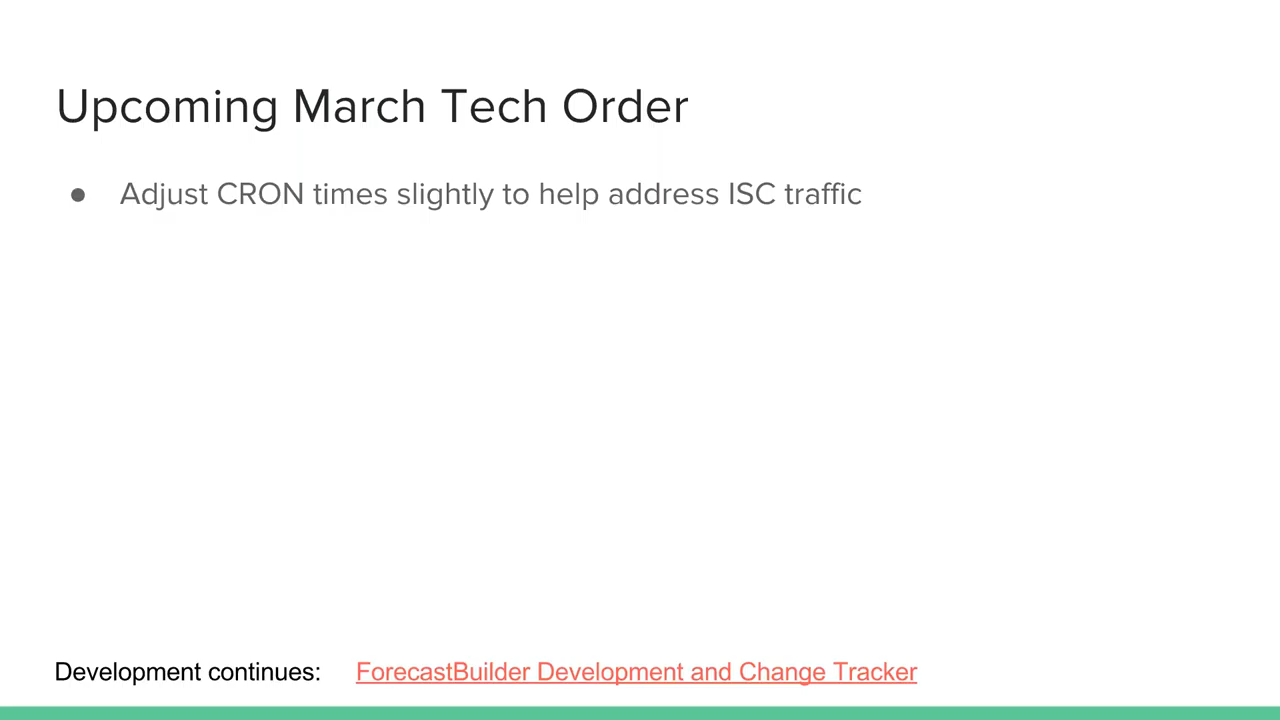 Upcoming March Tech Order
● Adjust CRON times slightly to help address ISC traffic
Development continues: ForecastBuilder Development and Change Tracker